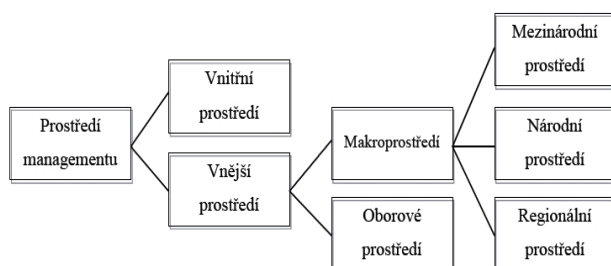 Prostředí
managementu
Vnitřní
prostředí
Vnější
prostředí
Makroprostředí
Oborové
prostředí
Mezinárodní
prostředí
Národní
prostředí
Regionální
prostředí